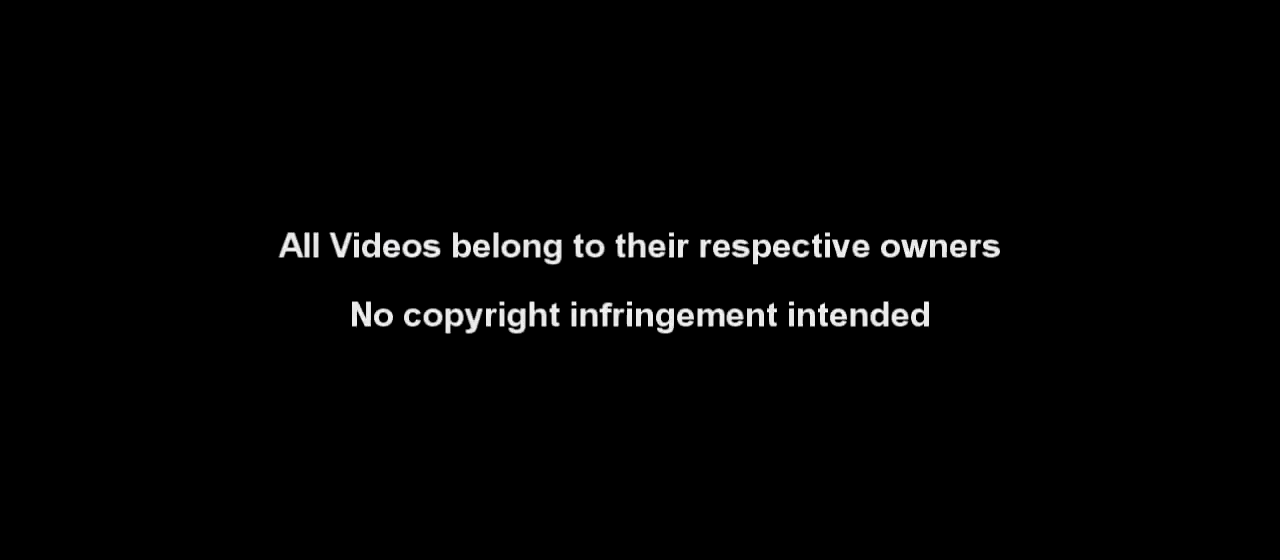 All Videos belong to their respective owners
No copyright infringement intended